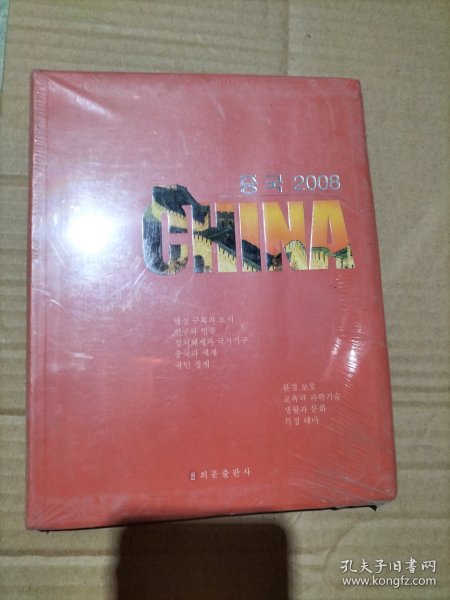 중국 2008
CHINA
행정 구획과 도시
인구와 민족
정치체제와 국가기구
중국과 세계
국민 경제
환경 보호
교육과 과학기술
생활과 문화
특정 테마
외문출판사
孔夫子旧书网
www.kongfz.com